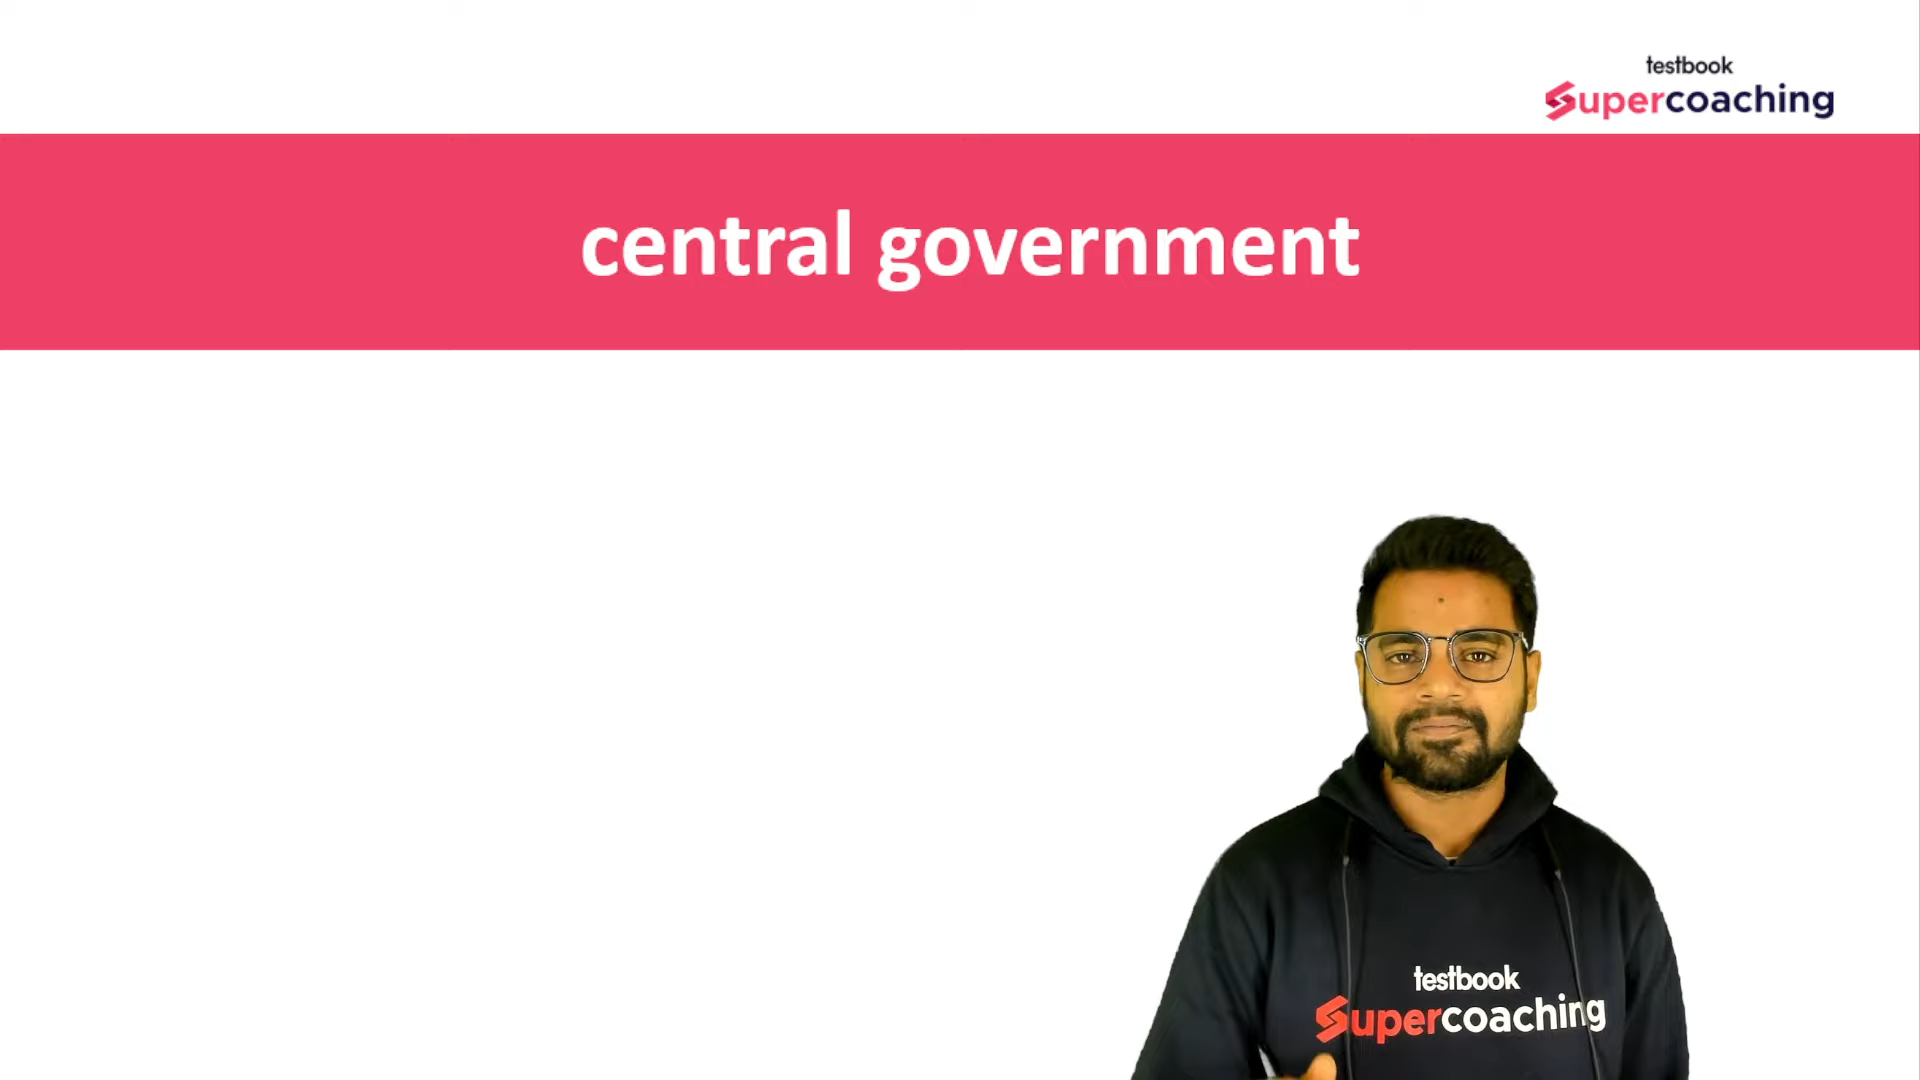 testbook
Supercoaching
central government
testbook
Supercoaching